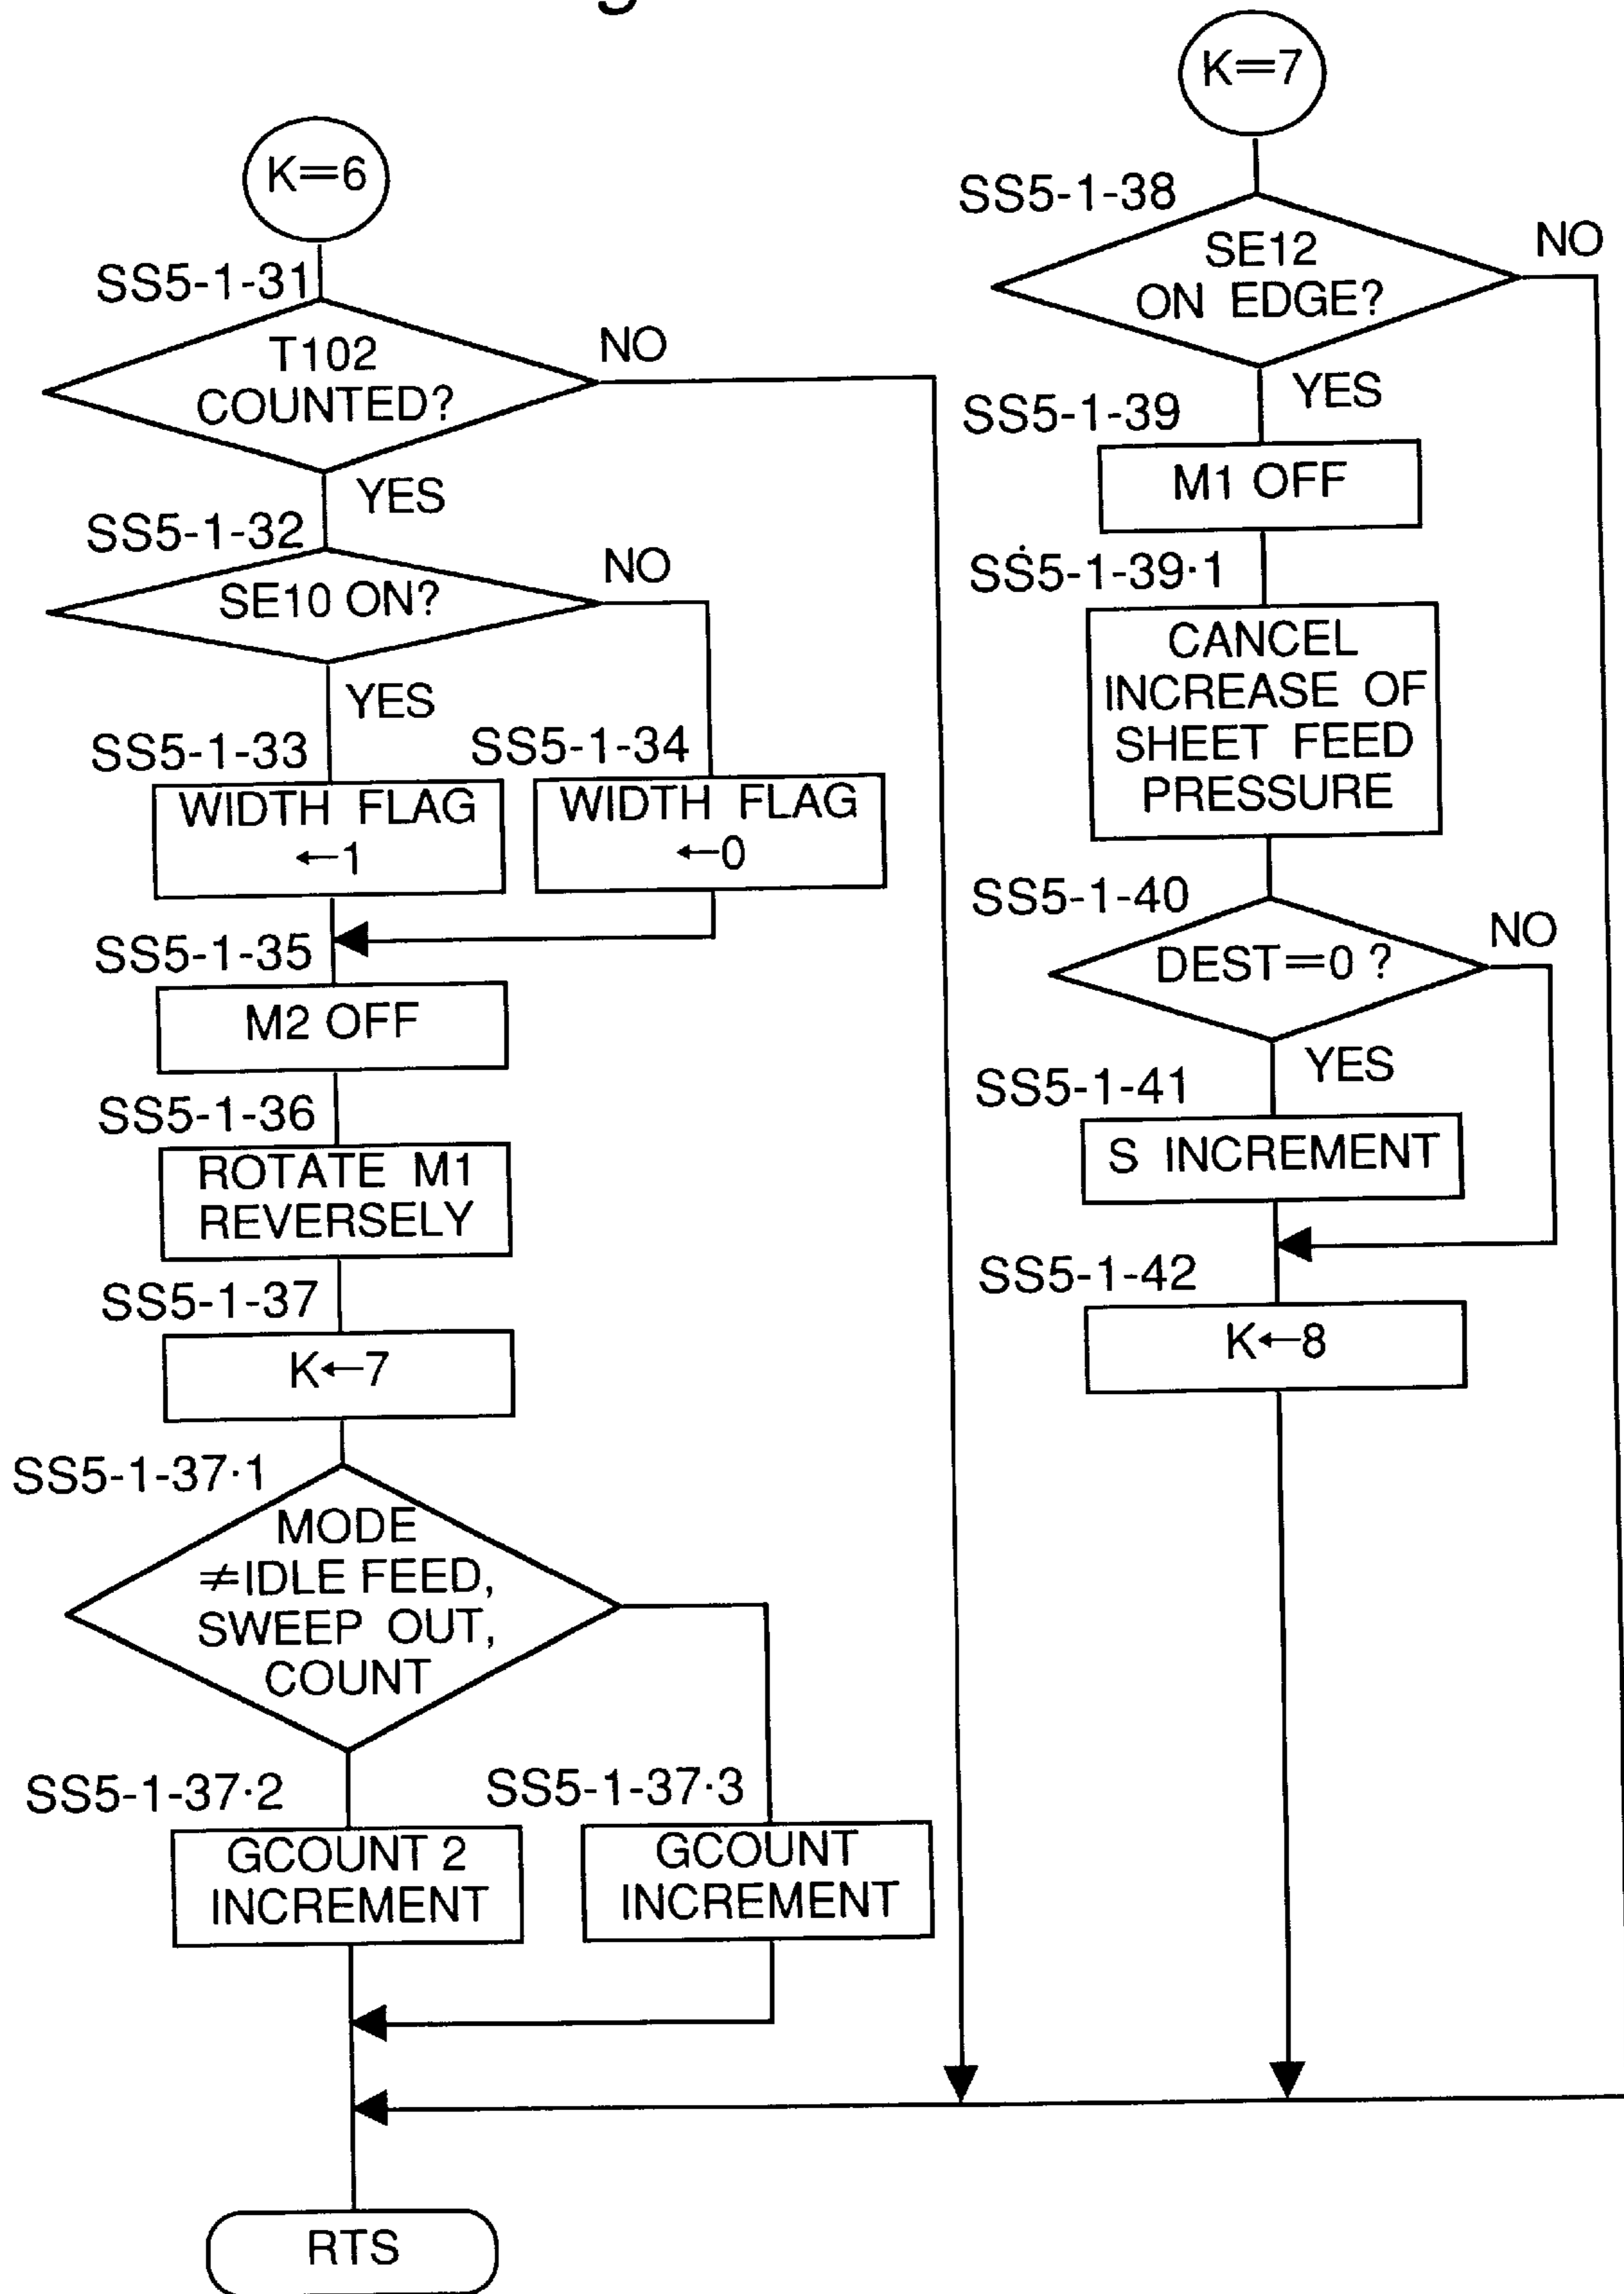 K=6
SS5-1-31
T102
COUNTED?
NO
YES
SS5-1-32
SE10 ON?
NO
YES
SS5-1-33
WIDTH FLAG
←1
SS5-1-34
WIDTH FLAG
←0
SS5-1-35
M2 OFF
SS5-1-36
ROTATE M1
REVERSELY
SS5-1-37
K←7
SS5-1-37·1
MODE
≠IDLE FEED,
SWEEP OUT,
COUNT
SS5-1-37·2
GCOUNT 2
INCREMENT
SS5-1-37·3
GCOUNT
INCREMENT
RTS
K=7
SS5-1-38
SE12
ON EDGE?
NO
YES
SS5-1-39
M1 OFF
SS5-1-39·1
CANCEL
INCREASE OF
SHEET FEED
PRESSURE
SS5-1-40
DEST=0 ?
NO
YES
SS5-1-41
S INCREMENT
SS5-1-42
K←8